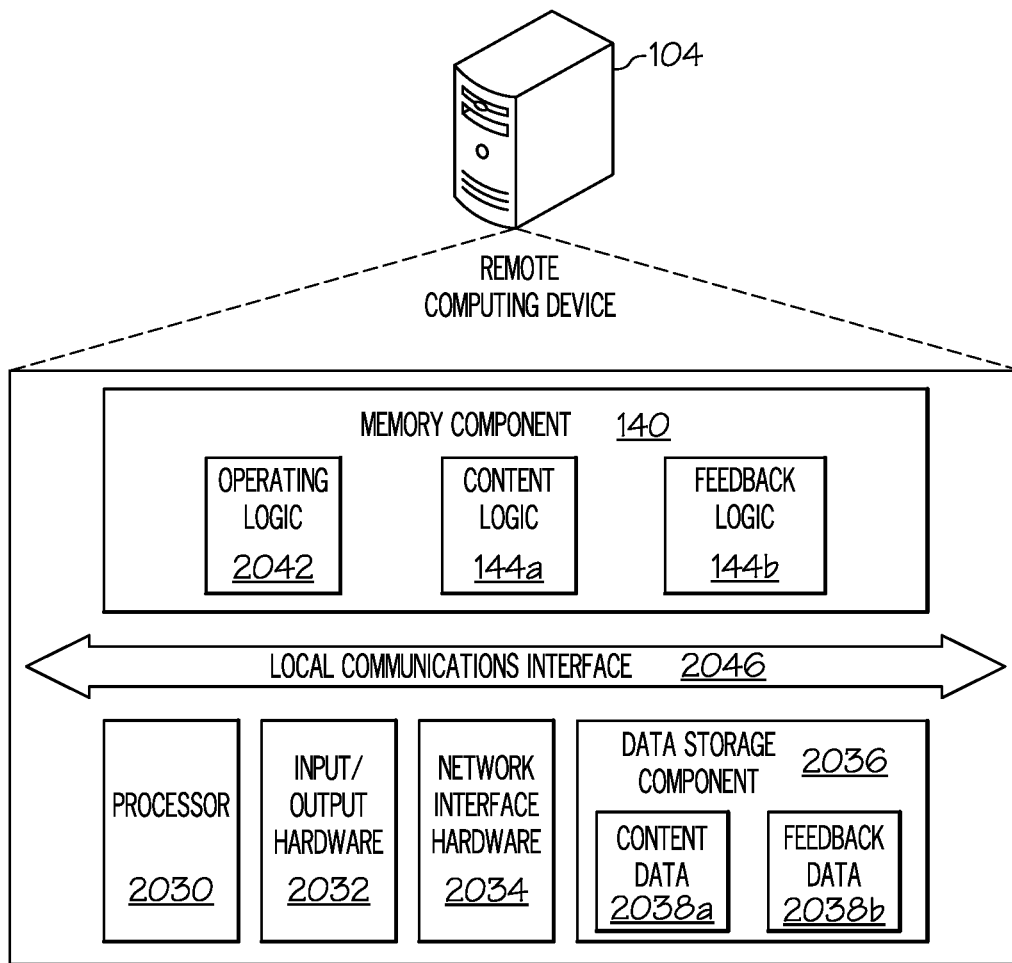 104
REMOTE
COMPUTING DEVICE
MEMORY COMPONENT 140
OPERATING
LOGIC
2042
CONTENT
LOGIC
144a
FEEDBACK
LOGIC
144b
LOCAL COMMUNICATIONS INTERFACE 2046
PROCESSOR
2030
INPUT/
OUTPUT
HARDWARE
2032
NETWORK
INTERFACE
HARDWARE
2034
DATA STORAGE
COMPONENT
2036
CONTENT
DATA
2038a
FEEDBACK
DATA
2038b